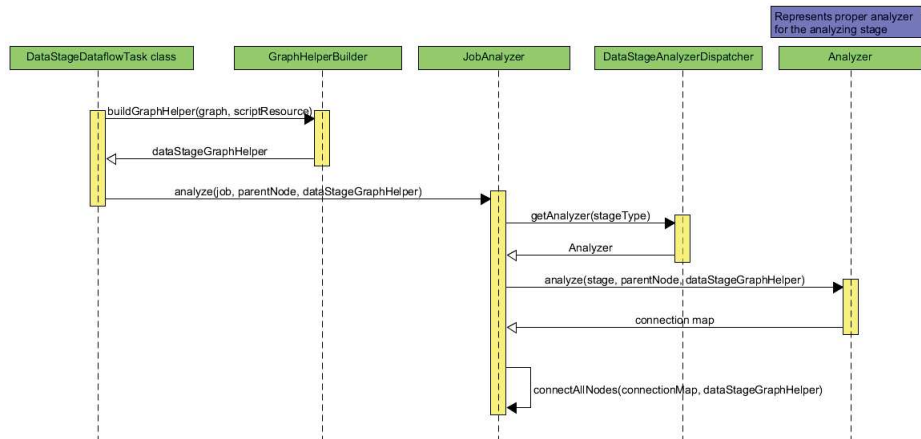 Represents proper analyzer
for the analyzing stage
DataStageDataflowTask class
GraphHelperBuilder
JobAnalyzer
DataStageAnalyzerDispatcher
Analyzer
buildGraphHelper(graph, scriptResource)
dataStageGraphHelper
analyze(job, parentNode, dataStageGraphHelper)
getAnalyzer(stageType)
Analyzer
analyze(stage, parentNode, dataStageGraphHelper)
connection map
connectAllNodes(connectionMap, dataStageGraphHelper)